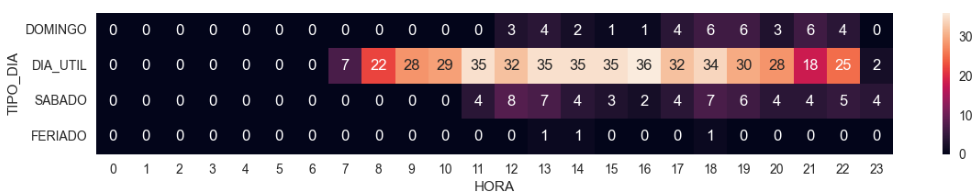 DOMINGO 0 0 0 0 0 0 0 0 0 0 0 0 3 4 2 1 1 4 6 6 3 6 4 0
DIA_UTIL 0 0 0 0 0 0 0 7 22 28 29 35 32 35 35 35 36 32 34 30 28 18 25 2
SABADO 0 0 0 0 0 0 0 0 0 0 0 4 8 7 4 3 2 4 7 6 4 4 5 4
FERIADO 0 0 0 0 0 0 0 0 0 0 0 0 0 1 1 0 0 0 1 0 0 0 0 0
0 1 2 3 4 5 6 7 8 9 10 11 12 13 14 15 16 17 18 19 20 21 22 23
HORA
TIPO_DIA
30
20
10
0